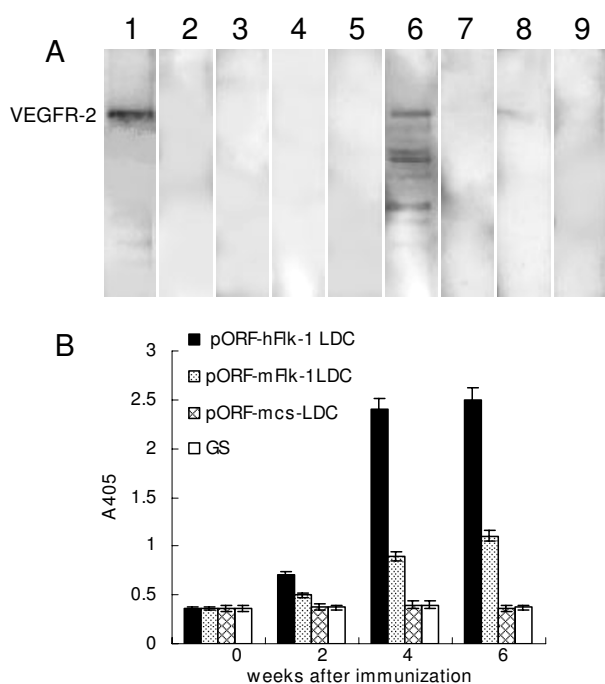 A
1 2 3 4 5 6 7 8 9
VEGFR-2
B
pORF-hFlk-1 LDC
pORF-mFlk-1LDC
pORF-mcs-LDC
GS
3
2.5
2
1.5
1
0.5
0
A405
0 2 4 6
weeks after immunization